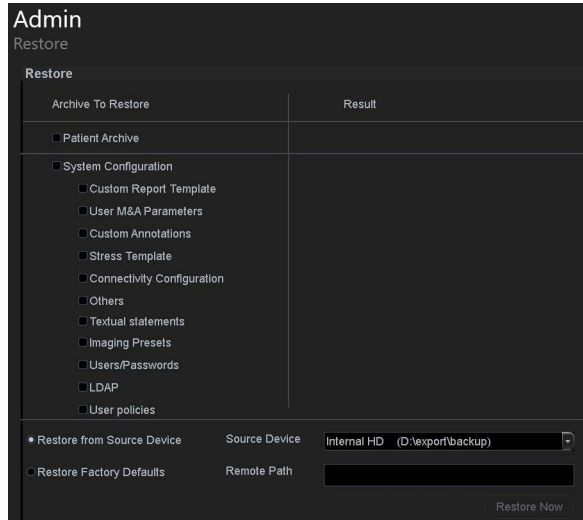 Admin
Restore
Restore
Archive To Restore Result
Patient Archive
System Configuration
Custom Report Template
User M&A Parameters
Custom Annotations
Stress Template
Connectivity Configuration
Others
Textual statements
Imaging Presets
Users/Passwords
LDAP
User policies
Restore from Source Device Source Device Internal HD (D:\export\backup)
Restore Factory Defaults Remote Path
Restore Now